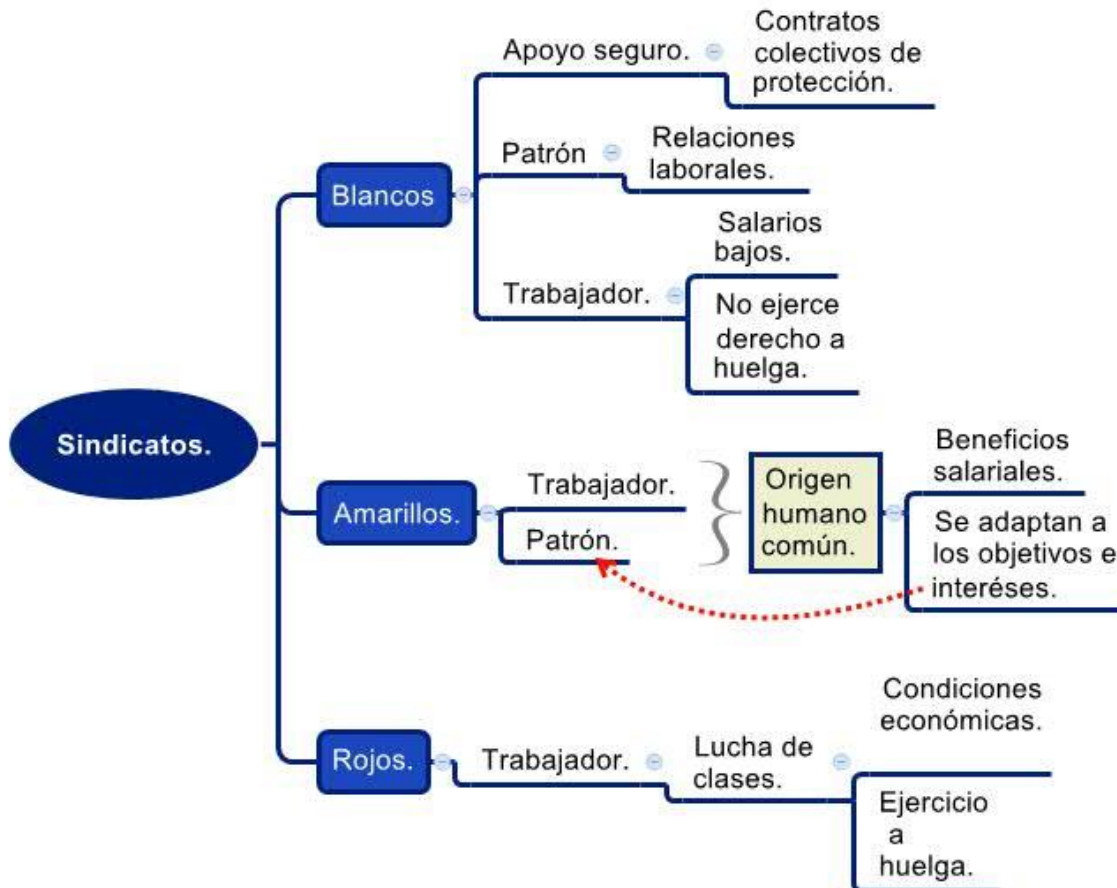 Sindicatos.
Blancos
Apoyo seguro.
Contratos
colectivos de
protección.
Patrón
Relaciones
laborales.
Trabajador.
Salarios
bajos.
No ejerce
derecho a
huelga.
Amarillos.
Trabajador.
Patrón.
Origen
humano
común.
Beneficios
salariales.
Se adaptan a
los objetivos e
interéses.
Rojos.
Trabajador.
Lucha de
clases.
Condiciones
económicas.
Ejercicio
a
huelga.